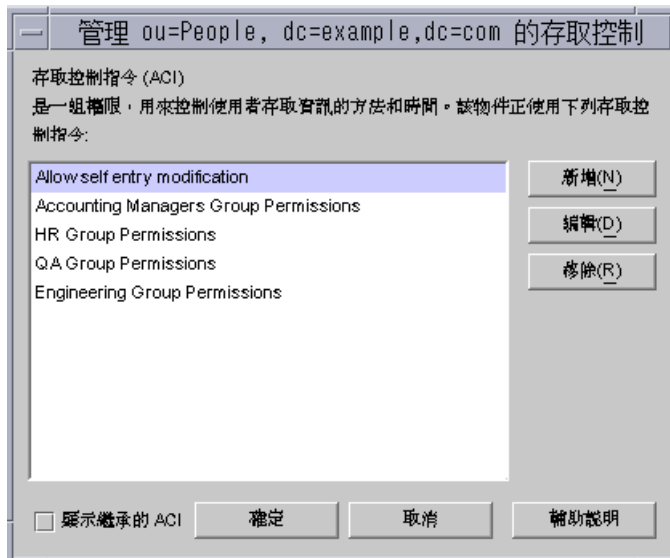 管理 ou=People, dc=example,dc=com 的存取控制
存取控制指令 (ACI)
是一組權限，用來控制使用者存取資訊的方法和時間。該物件正使用下列存取控
制指令:
Allow self entry modification
Accounting Managers Group Permissions
HR Group Permissions
QA Group Permissions
Engineering Group Permissions
新增(N)
編輯(D)
移除(R)
顯示繼承的 ACI
確定
取消
輔助說明